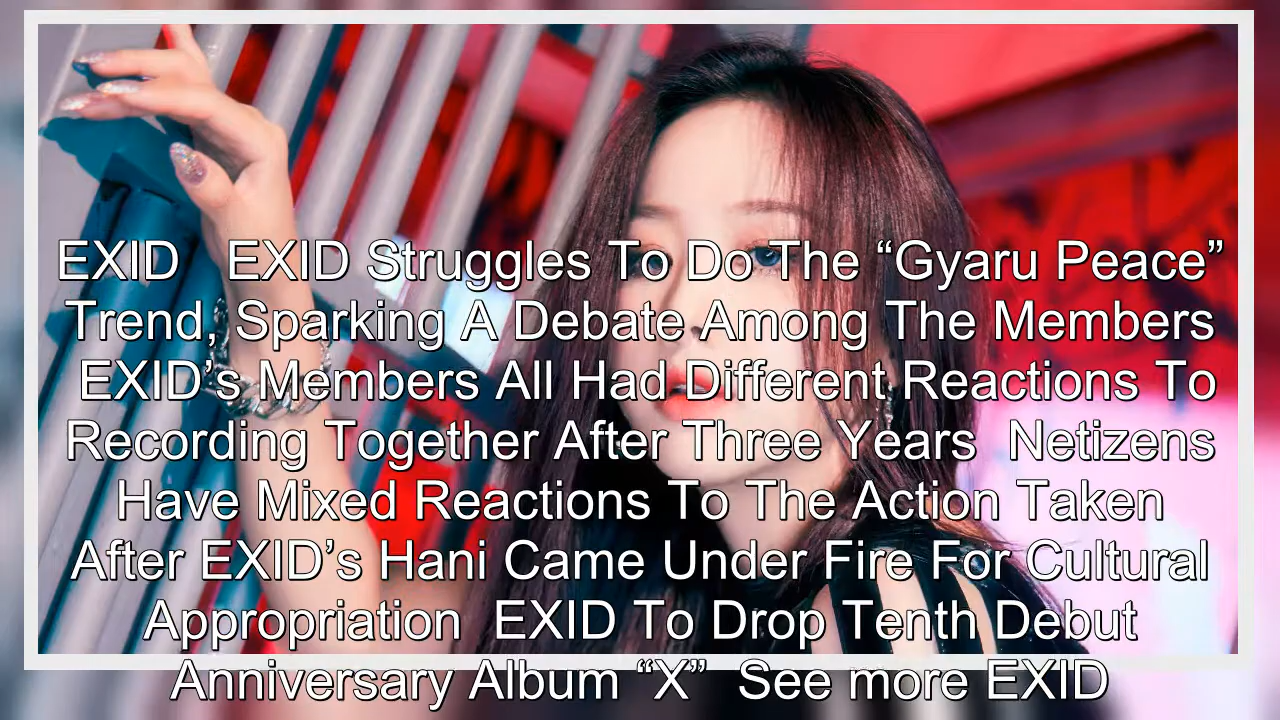 EXID   EXID Struggles To Do The “Gyaru Peace”
Trend, Sparking A Debate Among The Members
EXID’s Members All Had Different Reactions To
Recording Together After Three Years  Netizens
Have Mixed Reactions To The Action Taken
After EXID’s Hani Came Under Fire For Cultural
Appropriation  EXID To Drop Tenth Debut
Anniversary Album “X”  See more EXID